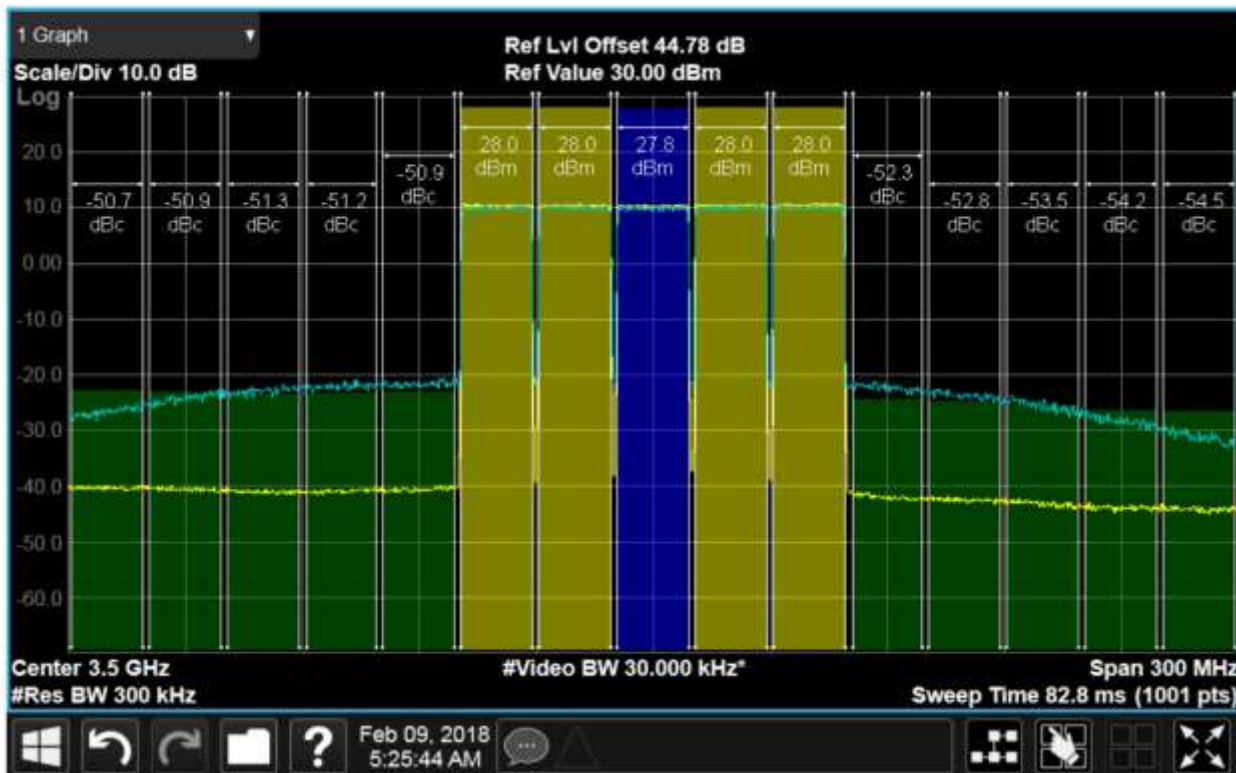 1 Graph
Ref Lvl Offset 44.78 dB
Scale/Div 10.0 dB
Ref Value 30.00 dBm
Log
20.0
10.0
0.00
-10.0
-20.0
-30.0
-40.0
-50.0
-60.0
-50.7
dBc
-50.9
dBc
-51.3
dBc
-51.2
dBc
-50.9
dBc
28.0
dBm
28.0
dBm
27.8
dBm
28.0
dBm
28.0
dBm
-52.3
dBc
-52.8
dBc
-53.5
dBc
-54.2
dBc
-54.5
dBc
Center 3.5 GHz
#Video BW 30.000 kHz*
Span 300 MHz
#Res BW 300 kHz
Sweep Time 82.8 ms (1001 pts)
?
Feb 09, 2018
5:25:44 AM